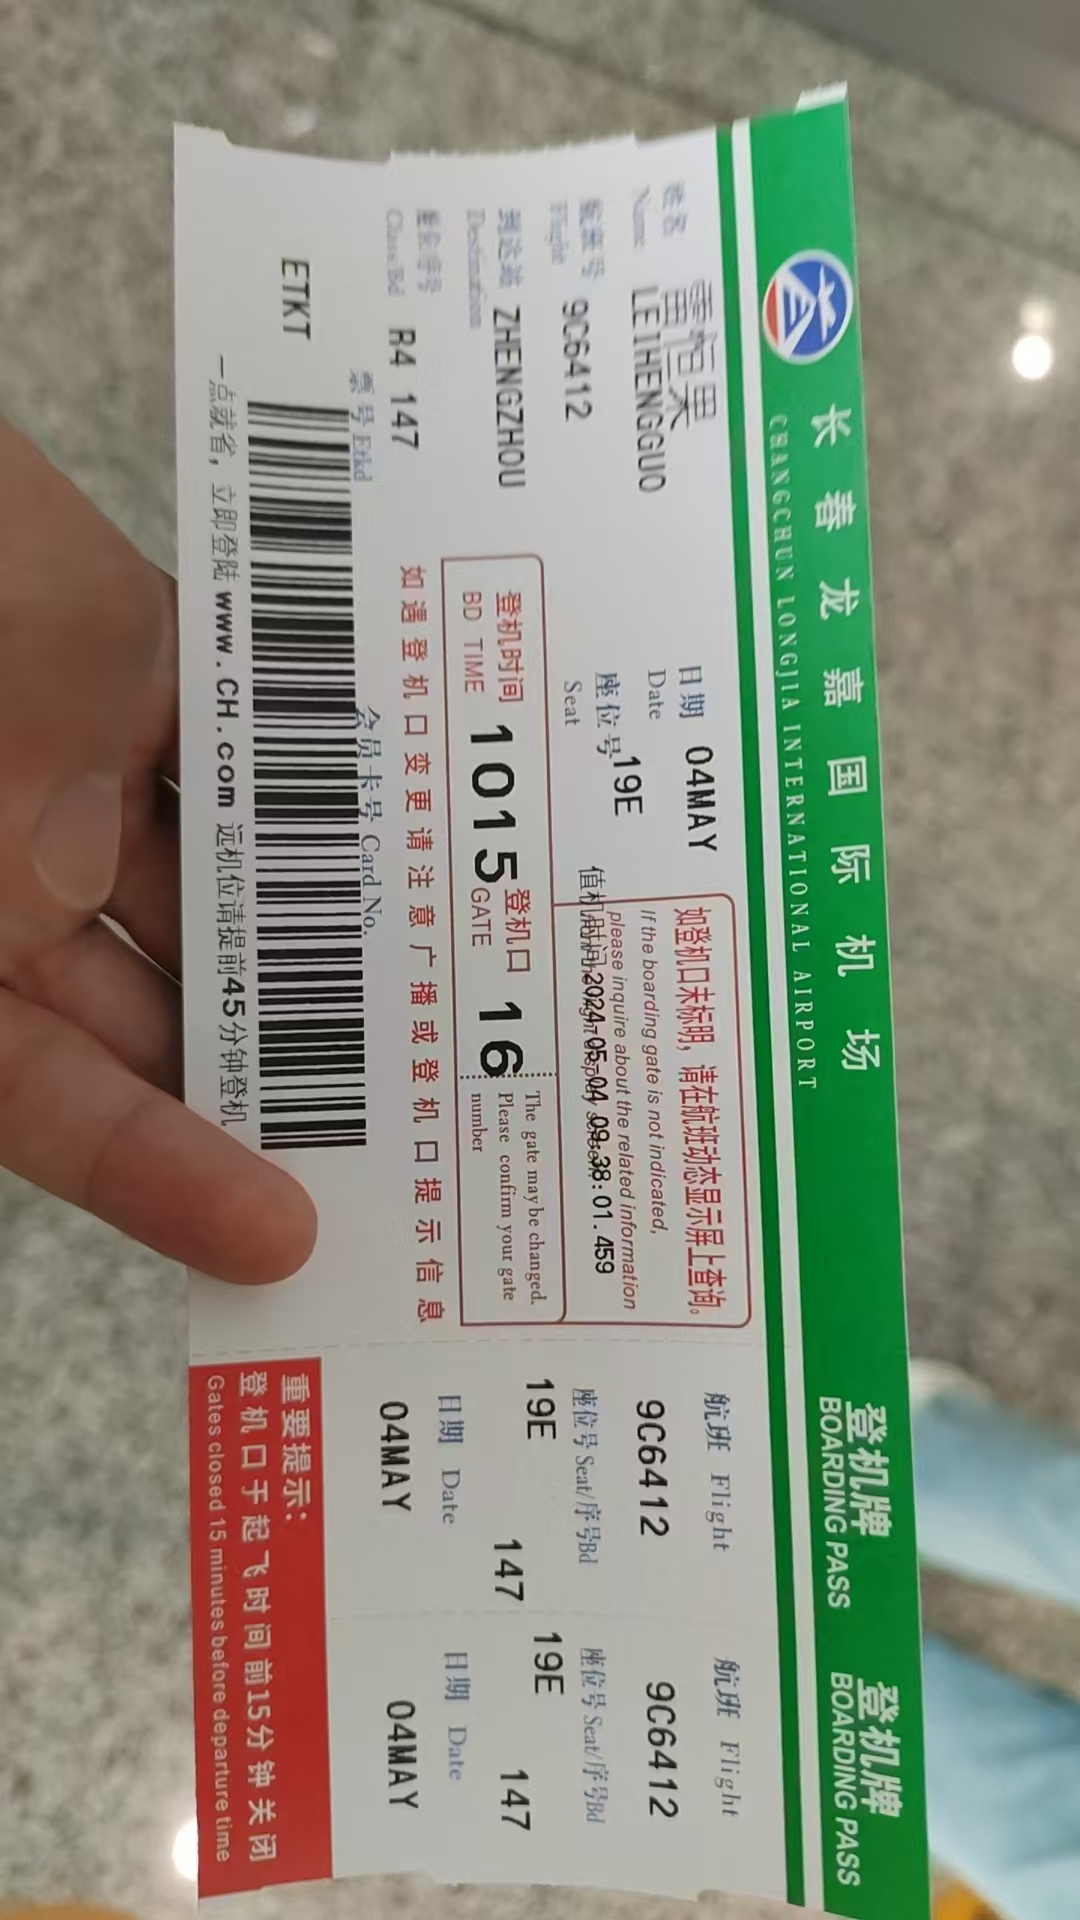 长春龙嘉国际机场
CHANGCHUN LONGJIA INTERNATIONAL AIRPORT
登机牌
BOARDING PASS
登机牌
BOARDING PASS
姓名 雷恒果
Name LEIHENGGUO
日期 04MAY
Date
航班号 9C6412
Flight
座位号 19E
Seat
到达站 ZHENGZHOU
Destination
舱位/序号 R4 147
Class/Bd
如登机口未标明，请在航班动态显示屏上查询。
If the boarding gate is not indicated,
please inquire about the related information
值机时间 2024-05-04 09:38:01.459
登机时间 1015
BD TIME
登机口 16
GATE
The gate may be changed.
Please confirm your gate
number
如遇登机口变更请注意广播或登机口提示信息
ETKT
票号 Etkd
会员卡号 Card No.
一点就省，立即登陆 www.CH.com 远机位请提前45分钟登机
航班 Flight
9C6412
座位号 Seat/序号Bd
19E
147
日期 Date
04MAY
航班 Flight
9C6412
座位号 Seat/序号Bd
19E
147
日期 Date
04MAY
重要提示：
登机口于起飞时间前15分钟关闭
Gates closed 15 minutes before departure time